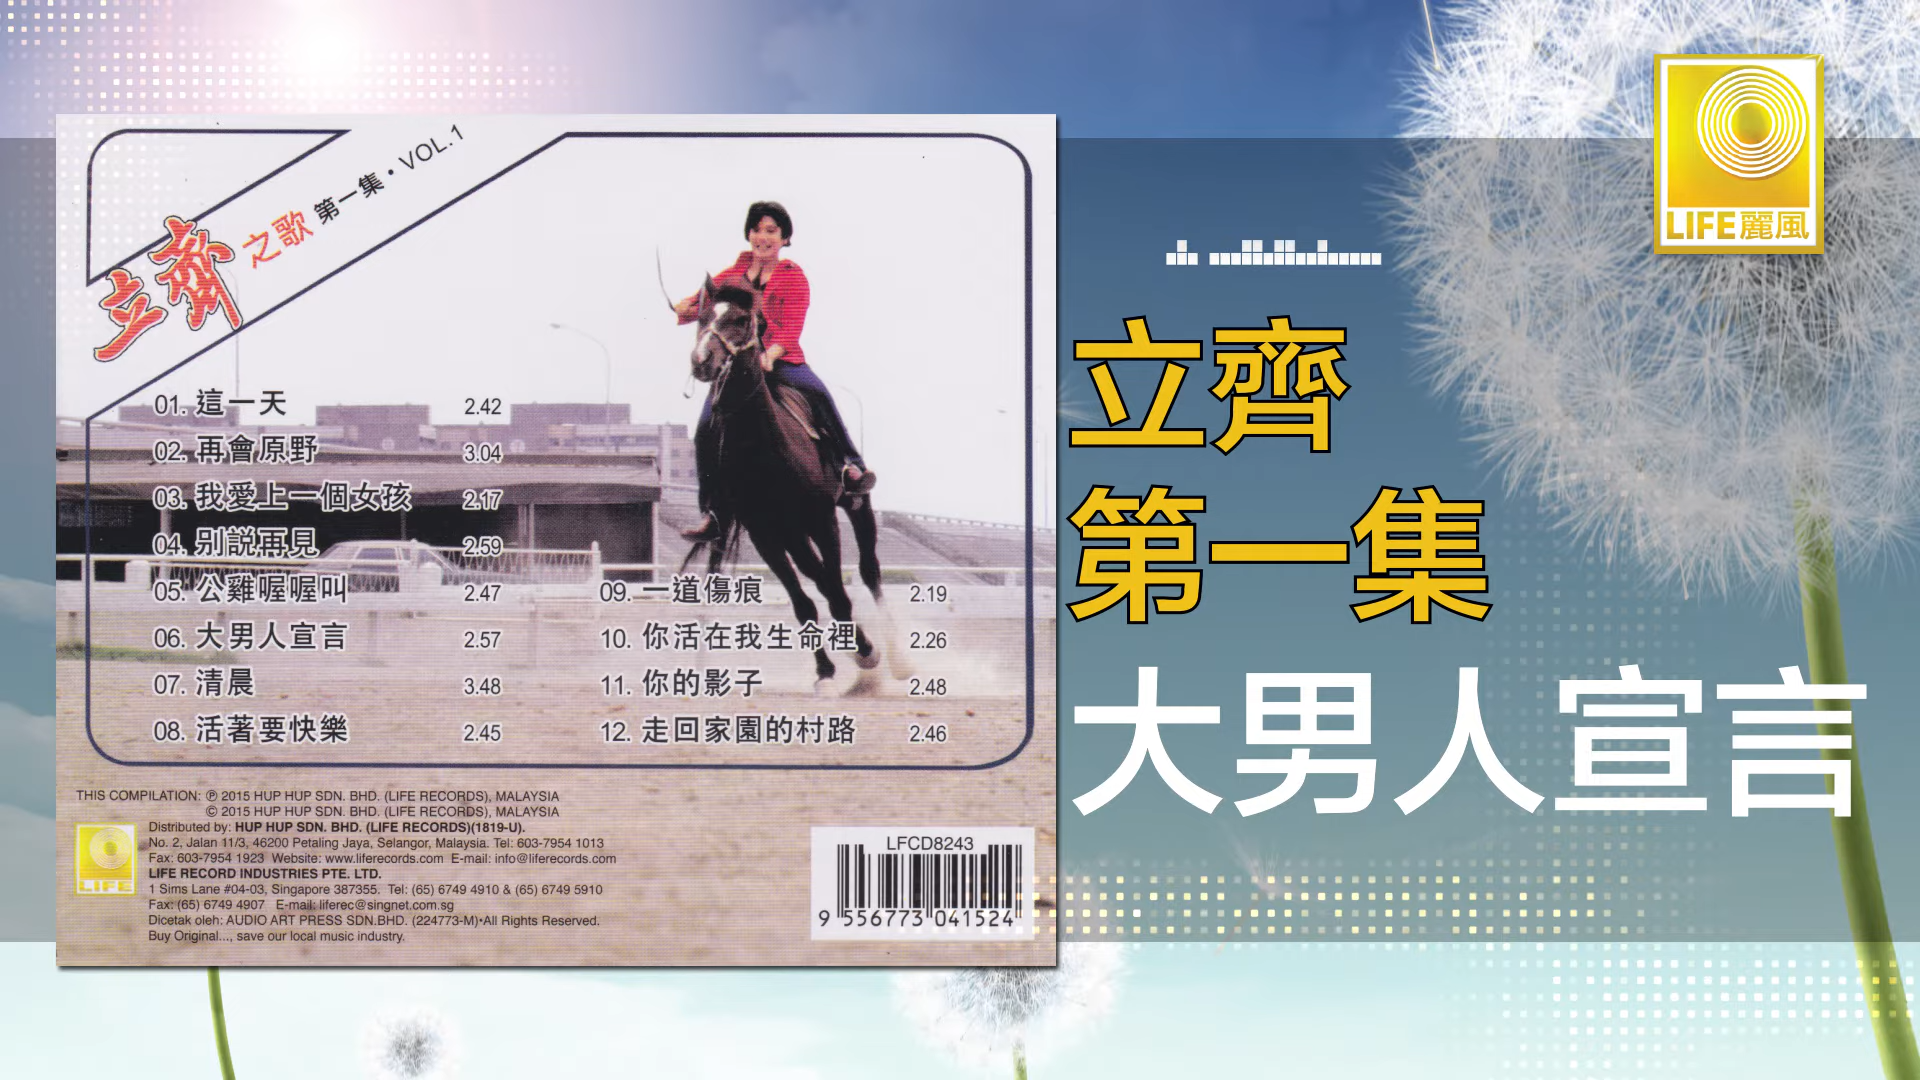 立齊之歌 第一集·VOL.1
01. 這一天 2.42
02. 再會原野 3.04
03. 我愛上一個女孩 2.17
04. 別説再見 2.59
05. 公雞喔喔叫 2.47
06. 大男人宣言 2.57
07. 清晨 3.48
08. 活著要快樂 2.45
09. 一道傷痕 2.19
10. 你活在我生命裡 2.26
11. 你的影子 2.48
12. 走回家園的村路 2.46
THIS COMPILATION: ℗ 2015 HUP HUP SDN. BHD. (LIFE RECORDS), MALAYSIA
© 2015 HUP HUP SDN. BHD. (LIFE RECORDS), MALAYSIA
Distributed by: HUP HUP SDN. BHD. (LIFE RECORDS)(1819-U).
No. 2, Jalan 11/3, 46200 Petaling Jaya, Selangor, Malaysia. Tel: 603-7954 1013
Fax: 603-7954 1923 Website: www.liferecords.com E-mail: info@liferecords.com
LIFE RECORD INDUSTRIES PTE. LTD.
1 Sims Lane #04-03, Singapore 387355. Tel: (65) 6749 4910 & (65) 6749 5910
Fax: (65) 6749 4907 E-mail: liferec@singnet.com.sg
Dicetak oleh: AUDIO ART PRESS SDN.BHD. (224773-M)•All Rights Reserved.
Buy Original..., save our local music industry.
LIFE
LFCD8243
9 556773 041524
LIFE麗風
立齊
第一集
大男人宣言